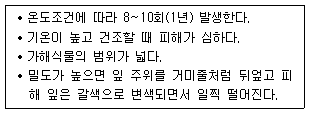 • 온도조건에 따라 8~10회(1년) 발생한다.
• 기온이 높고 건조할 때 피해가 심하다.
• 가해식물의 범위가 넓다.
• 밀도가 높으면 잎 주위를 거미줄처럼 뒤엎고 피
해 잎은 갈색으로 변색되면서 일찍 떨어진다.